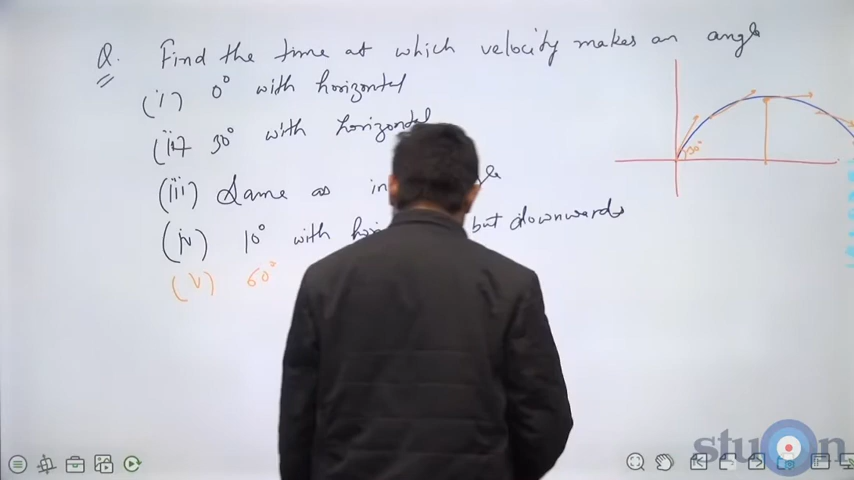 Q. Find the time at which velocity makes an angle
(i) 0° with horizontal
(ii) 30° with horizontal
(iii) Same as in
(iv) 10° with but downwards
(v) 60°
stu
n